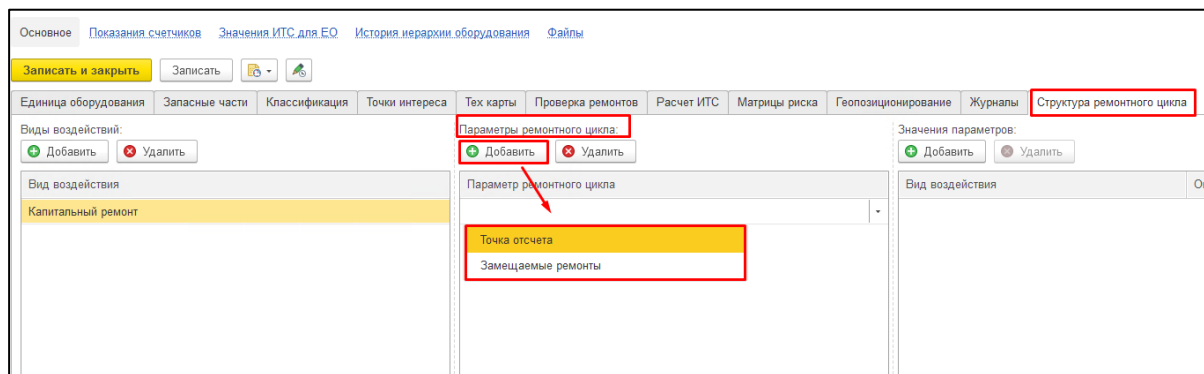 Основное Показания счетчиков Значения ИТС для ЕО История иерархии оборудования Файлы
Записать и закрыть Записать
Единица оборудования Запасные части Классификация Точки интереса Тех карты Проверка ремонтов Расчет ИТС Матрицы риска Геопозиционирование Журналы Структура ремонтного цикла
Виды воздействий: Параметры ремонтного цикла: Значения параметров:
Добавить Удалить Добавить Удалить Добавить Удалить
Вид воздействия Параметр ремонтного цикла Вид воздействия
Капитальный ремонт
Точка отсчета
Замещаемые ремонты